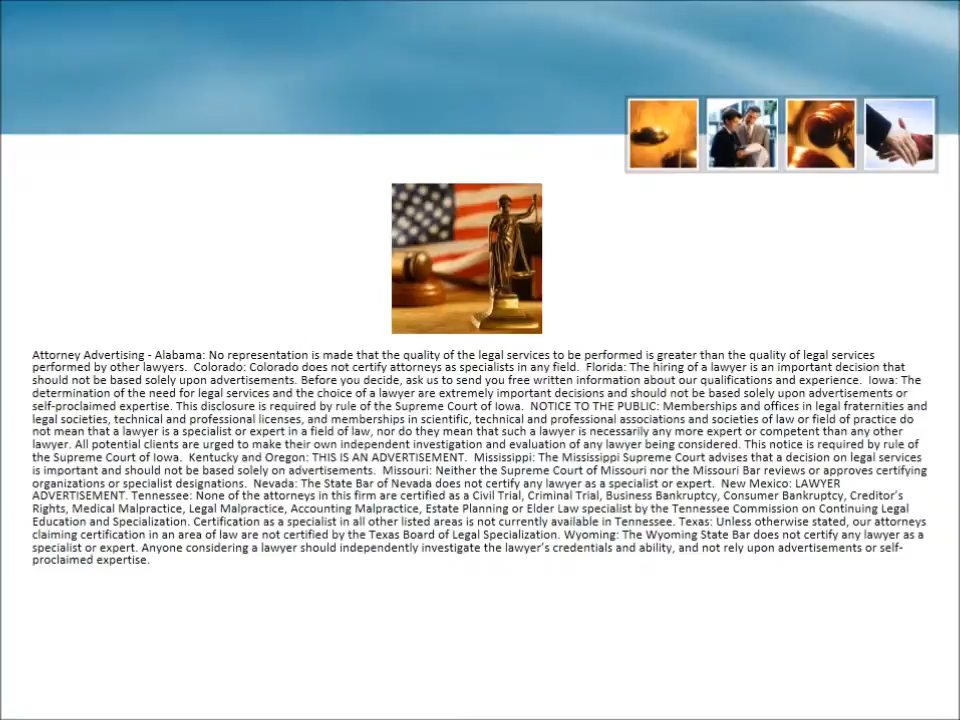 Attorney Advertising - Alabama: No representation is made that the quality of the legal services to be performed is greater than the quality of legal services
performed by other lawyers.  Colorado: Colorado does not certify attorneys as specialists in any field.  Florida: The hiring of a lawyer is an important decision that
should not be based solely upon advertisements. Before you decide, ask us to send you free written information about our qualifications and experience.  Iowa: The
determination of the need for legal services and the choice of a lawyer are extremely important decisions and should not be based solely upon advertisements or
self-proclaimed expertise. This disclosure is required by rule of the Supreme Court of Iowa.  NOTICE TO THE PUBLIC: Memberships and offices in legal fraternities and
legal societies, technical and professional licenses, and memberships in scientific, technical and professional associations and societies of law or field of practice do
not mean that a lawyer is a specialist or expert in a field of law, nor do they mean that such a lawyer is necessarily any more expert or competent than any other
lawyer. All potential clients are urged to make their own independent investigation and evaluation of any lawyer being considered. This notice is required by rule of
the Supreme Court of Iowa.  Kentucky and Oregon: THIS IS AN ADVERTISEMENT.  Mississippi: The Mississippi Supreme Court advises that a decision on legal services
is important and should not be based solely on advertisements.  Missouri: Neither the Supreme Court of Missouri nor the Missouri Bar reviews or approves certifying
organizations or specialist designations.  Nevada: The State Bar of Nevada does not certify any lawyer as a specialist or expert.  New Mexico: LAWYER
ADVERTISEMENT. Tennessee: None of the attorneys in this firm are certified as a Civil Trial, Criminal Trial, Business Bankruptcy, Consumer Bankruptcy, Creditor's
Rights, Medical Malpractice, Legal Malpractice, Accounting Malpractice, Estate Planning or Elder Law specialist by the Tennessee Commission on Continuing Legal
Education and Specialization. Certification as a specialist in all other listed areas is not currently available in Tennessee. Texas: Unless otherwise stated, our attorneys
claiming certification in an area of law are not certified by the Texas Board of Legal Specialization. Wyoming: The Wyoming State Bar does not certify any lawyer as a
specialist or expert. Anyone considering a lawyer should independently investigate the lawyer's credentials and ability, and not rely upon advertisements or self-
proclaimed expertise.